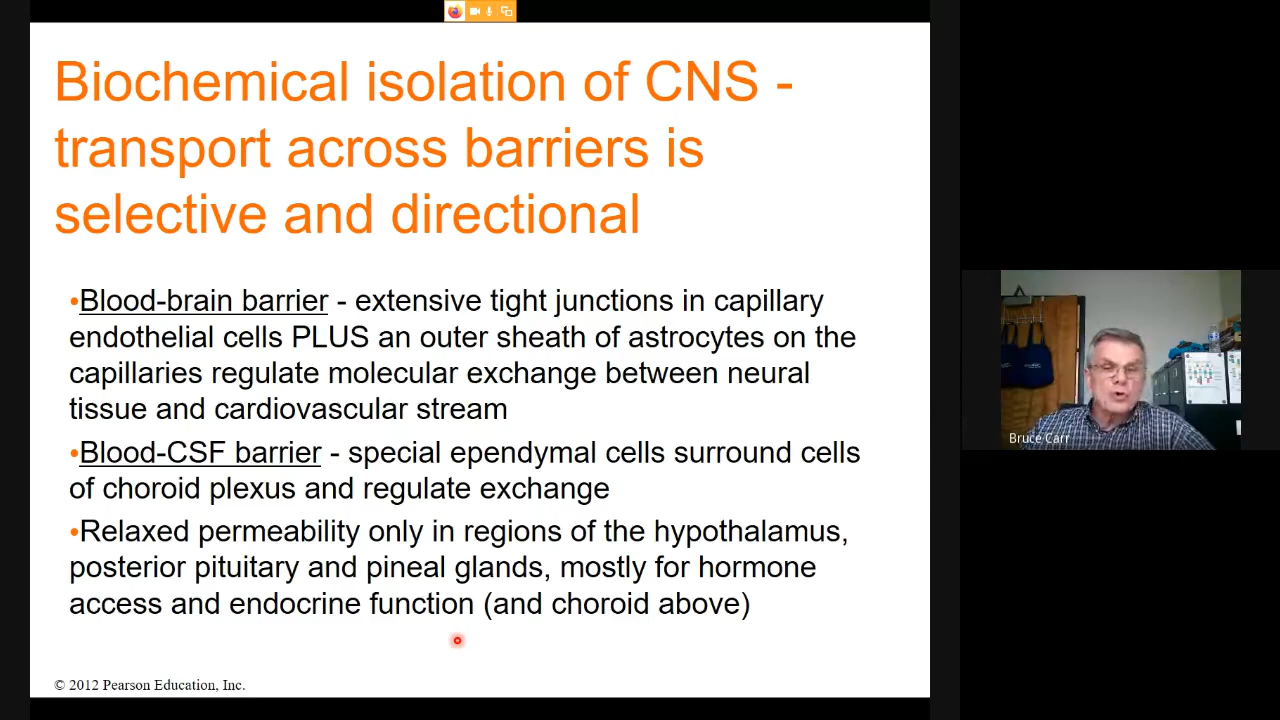 Biochemical isolation of CNS -
transport across barriers is
selective and directional
•Blood-brain barrier - extensive tight junctions in capillary
endothelial cells PLUS an outer sheath of astrocytes on the
capillaries regulate molecular exchange between neural
tissue and cardiovascular stream
•Blood-CSF barrier - special ependymal cells surround cells
of choroid plexus and regulate exchange
•Relaxed permeability only in regions of the hypothalamus,
posterior pituitary and pineal glands, mostly for hormone
access and endocrine function (and choroid above)
© 2012 Pearson Education, Inc.
Bruce Carr